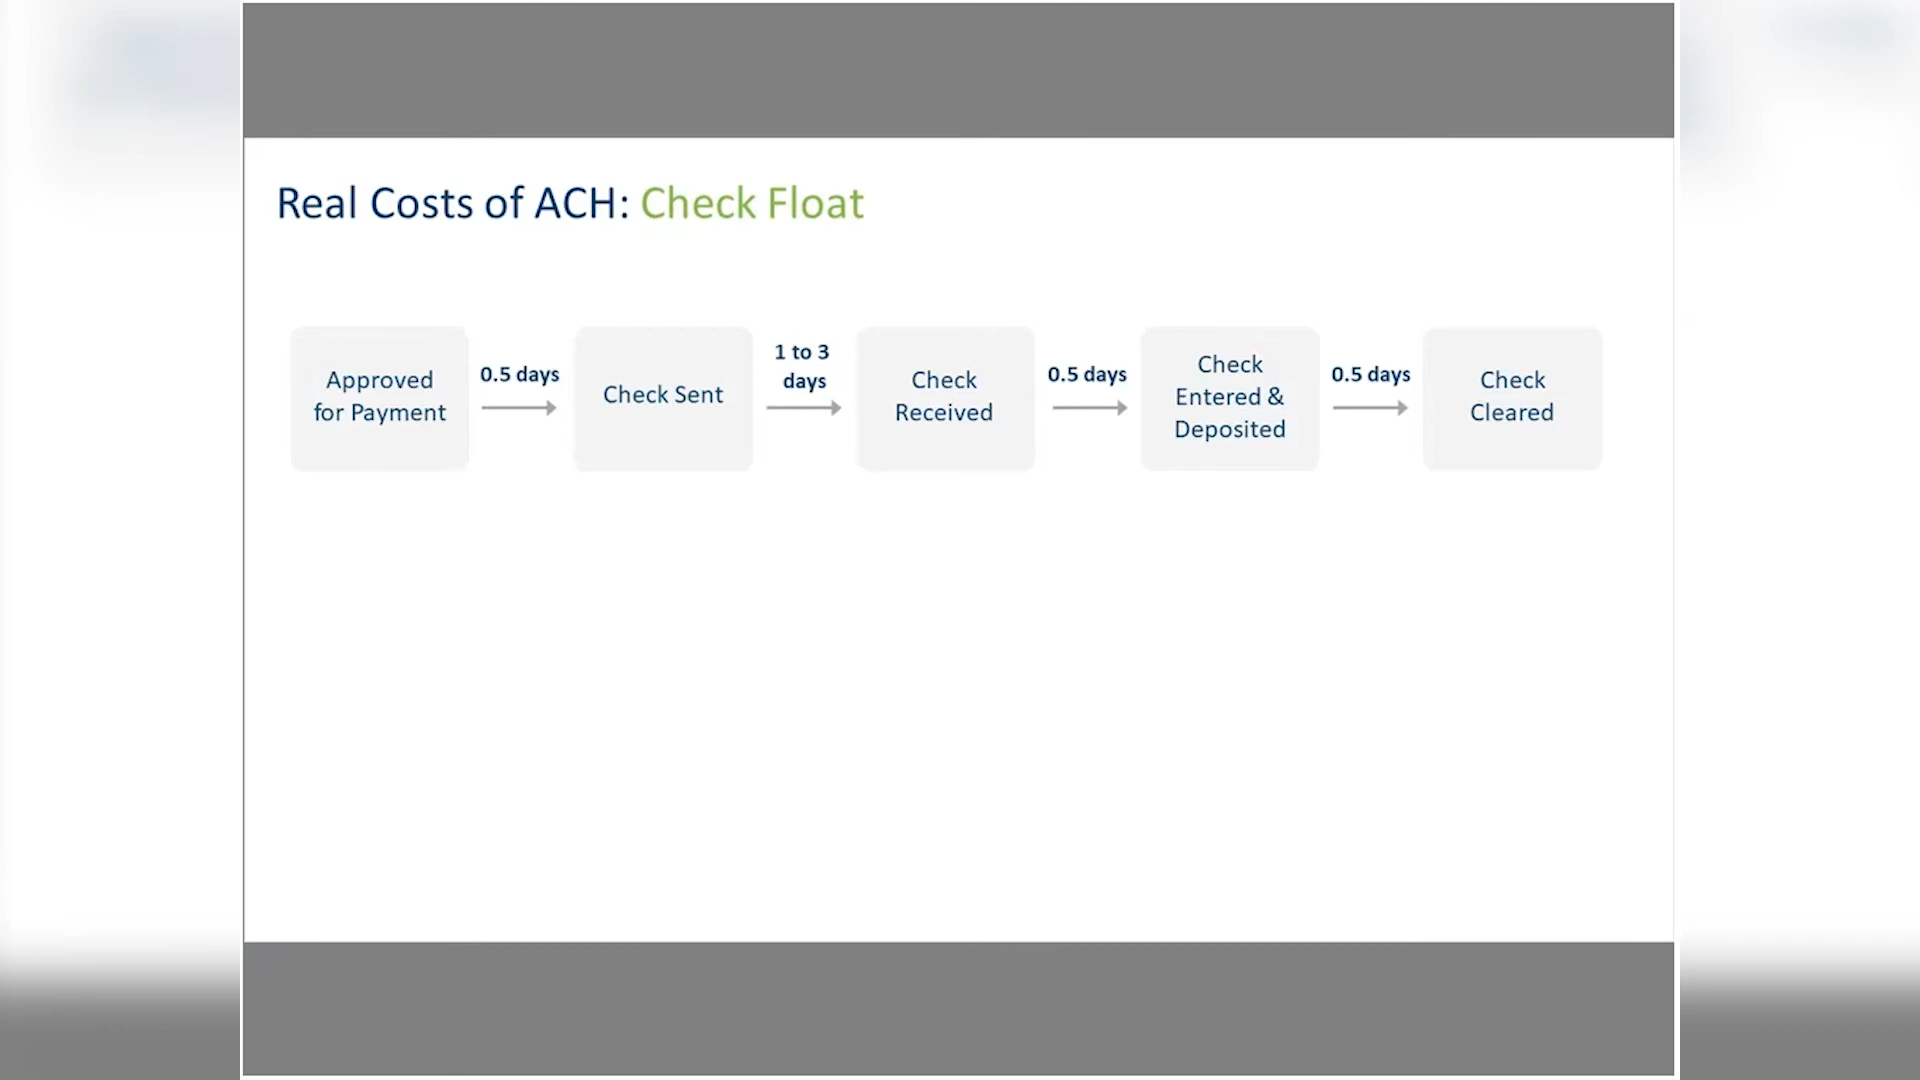 Real Costs of ACH: Check Float
Approved
for Payment
0.5 days
Check Sent
1 to 3
days
Check
Received
0.5 days
Check
Entered &
Deposited
0.5 days
Check
Cleared